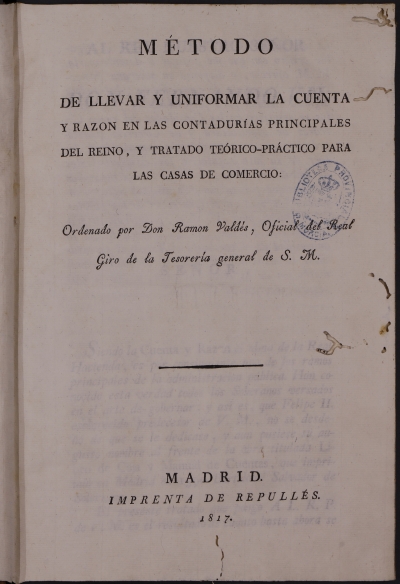 MÉTODO
DE LLEVAR Y UNIFORMAR LA CUENTA
Y RAZON EN LAS CONTADURÍAS PRINCIPALES
DEL REINO, Y TRATADO TEÓRICO-PRÁCTICO PARA
LAS CASAS DE COMERCIO:
BIBLIOTECA
Ordenado por Don Ramon Valdés, Oficial del Real
Giro de la Tesorería general de S. M.
MADRID.
IMPRENTA DE REPULLÉS.
1817.